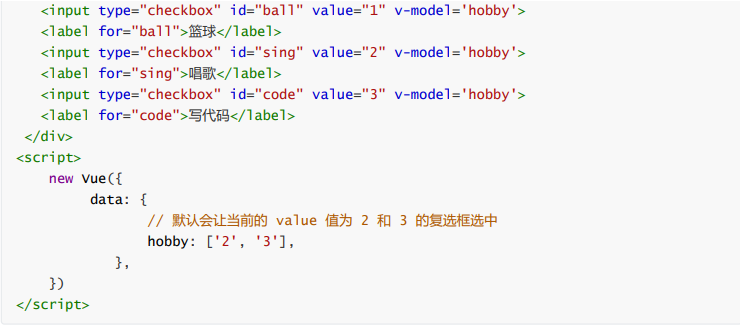 <input type="checkbox" id="ball" value="1" v-model='hobby'>
<label for="ball">篮球</label>
<input type="checkbox" id="sing" value="2" v-model='hobby'>
<label for="sing">唱歌</label>
<input type="checkbox" id="code" value="3" v-model='hobby'>
<label for="code">写代码</label>
</div>
<script>
new Vue({
data: {
// 默认会让当前的 value 值为 2 和 3 的复选框选中
hobby: ['2', '3'],
},
})
</script>